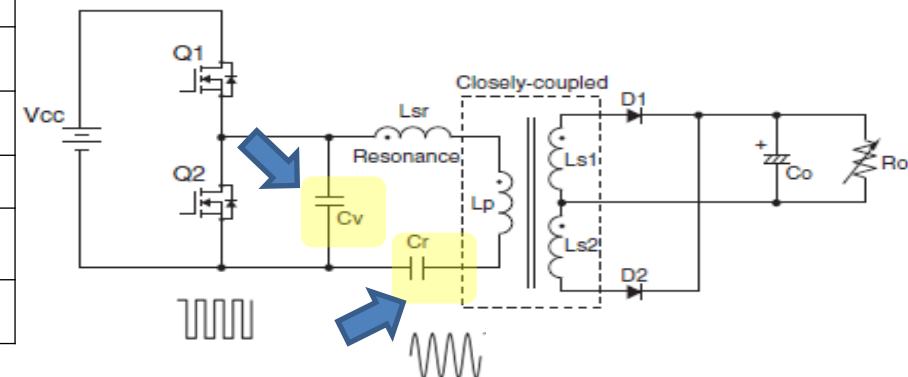 Q1
Closely-coupled
D1
Vcc
Lsr
Resonance
Ls1
+
Co
Ro
Q2
Lp
Cv
Cr
Ls2
D2